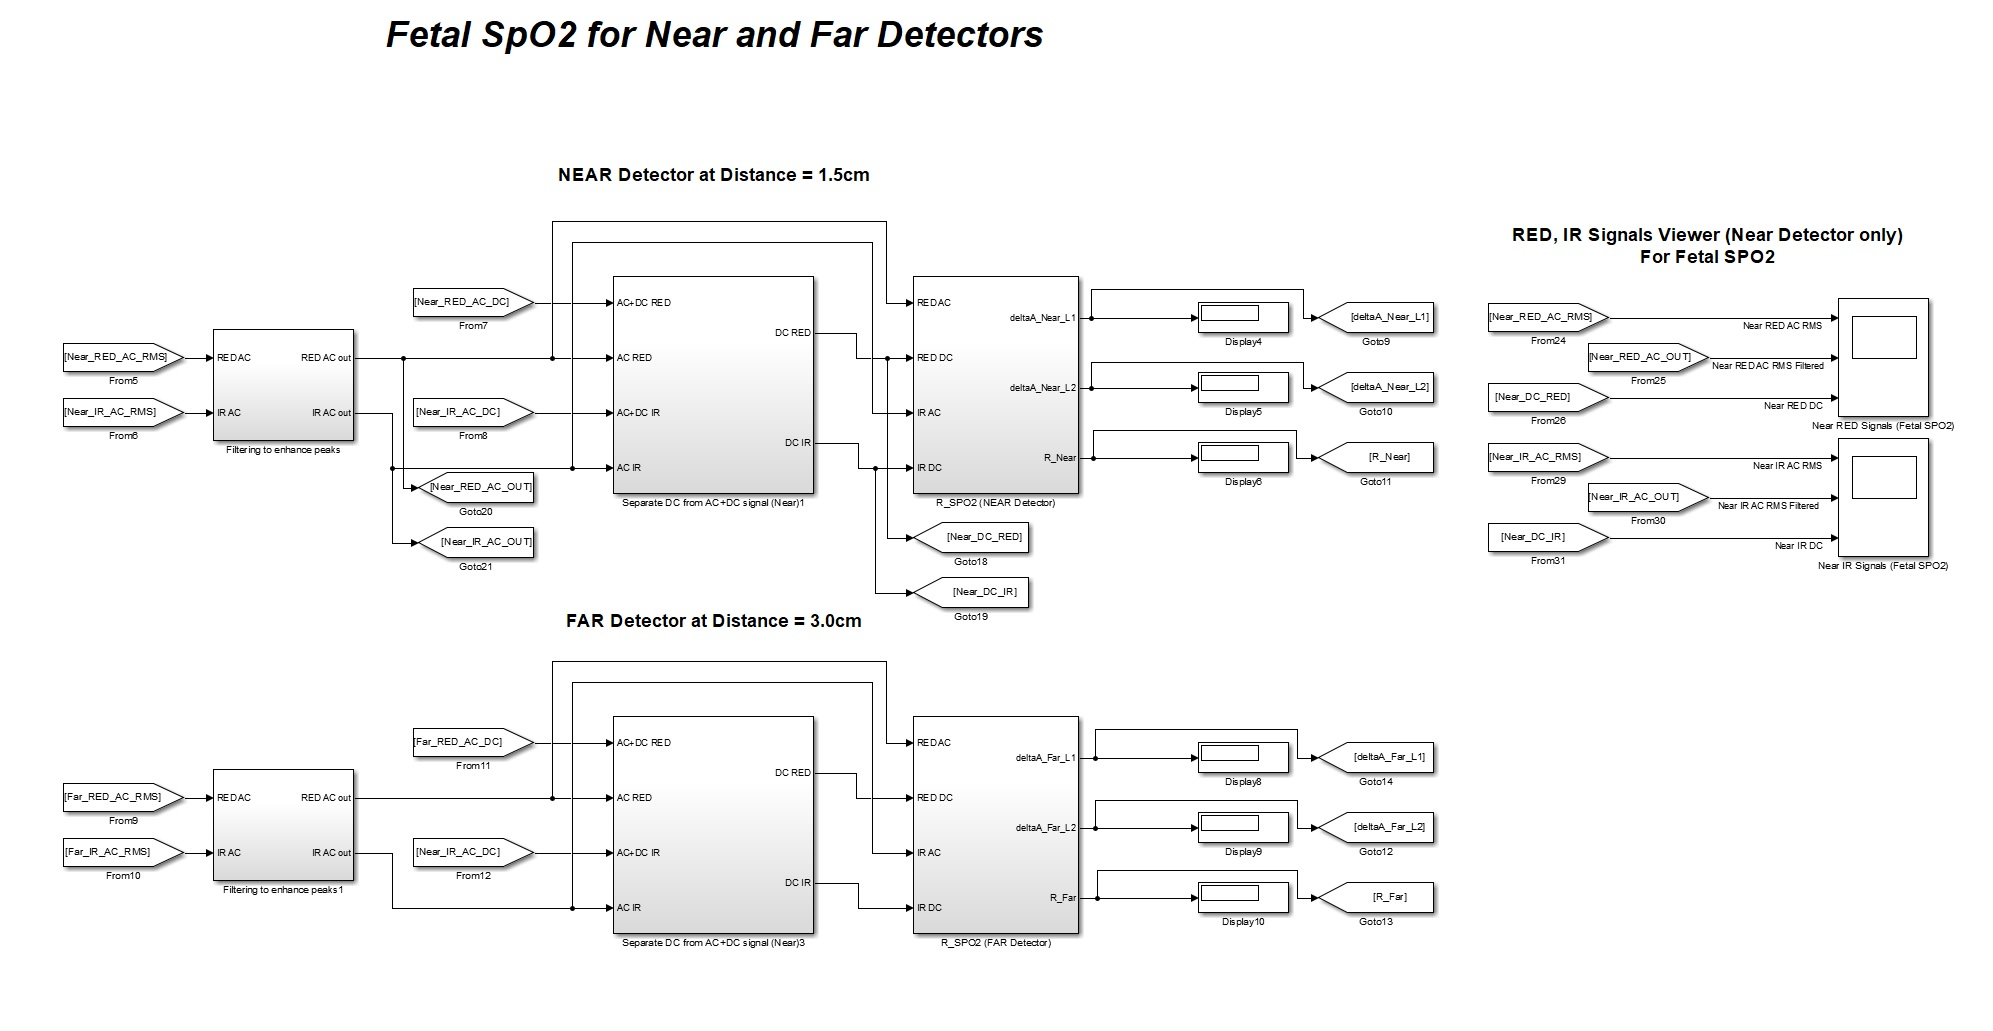 Fetal SpO2 for Near and Far Detectors
NEAR Detector at Distance = 1.5cm
[Near_RED_AC_RMS]
From5
[Near_IR_AC_RMS]
From6
RED AC
RED AC out
IR AC
IR AC out
Filtering to enhance peaks
[Near_RED_AC_DC]
From7
[Near_IR_AC_DC]
From8
[Near_RED_AC_OUT]
Goto20
[Near_IR_AC_OUT]
Goto21
AC+DC RED
DC RED
AC RED
AC+DC IR
DC IR
AC IR
Separate DC from AC+DC signal (Near)1
RED AC
deltaA_Near_L1
RED DC
deltaA_Near_L2
IR AC
R_Near
IR DC
R_SPO2 (NEAR Detector)
[Near_DC_RED]
Goto18
[Near_DC_IR]
Goto19
Display4
[deltaA_Near_L1]
Goto9
Display5
[deltaA_Near_L2]
Goto10
Display6
[R_Near]
Goto11
RED, IR Signals Viewer (Near Detector only)
For Fetal SPO2
[Near_RED_AC_RMS]
From24
Near RED AC RMS
[Near_RED_AC_OUT]
From25
Near RED AC RMS Filtered
[Near_DC_RED]
From26
Near RED DC
Near RED Signals (Fetal SPO2)
[Near_IR_AC_RMS]
From29
Near IR AC RMS
[Near_IR_AC_OUT]
From30
Near IR AC RMS Filtered
[Near_DC_IR]
From31
Near IR DC
Near IR Signals (Fetal SPO2)
FAR Detector at Distance = 3.0cm
[Far_RED_AC_RMS]
From9
[Far_IR_AC_RMS]
From10
RED AC
RED AC out
IR AC
IR AC out
Filtering to enhance peaks1
[Far_RED_AC_DC]
From11
[Near_IR_AC_DC]
From12
AC+DC RED
DC RED
AC RED
AC+DC IR
DC IR
AC IR
Separate DC from AC+DC signal (Near)3
RED AC
deltaA_Far_L1
RED DC
deltaA_Far_L2
IR AC
R_Far
IR DC
R_SPO2 (FAR Detector)
Display8
[deltaA_Far_L1]
Goto14
Display9
[deltaA_Far_L2]
Goto12
Display10
[R_Far]
Goto13